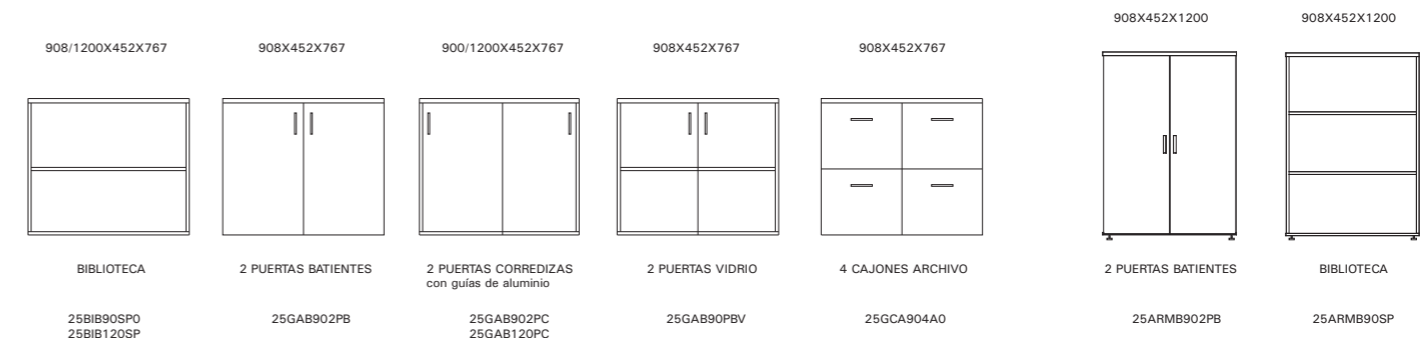 908X452X1200
908X452X1200
908/1200X452X767
908X452X767
900/1200X452X767
908X452X767
908X452X767
BIBLIOTECA
2 PUERTAS BATIENTES
2 PUERTAS CORREDIZAS
con guías de aluminio
2 PUERTAS VIDRIO
4 CAJONES ARCHIVO
2 PUERTAS BATIENTES
BIBLIOTECA
25BIB90SP0
25BIB120SP
25GAB902PB
25GAB902PC
25GAB120PC
25GAB90PBV
25GCA904A0
25ARMB902PB
25ARMB90SP